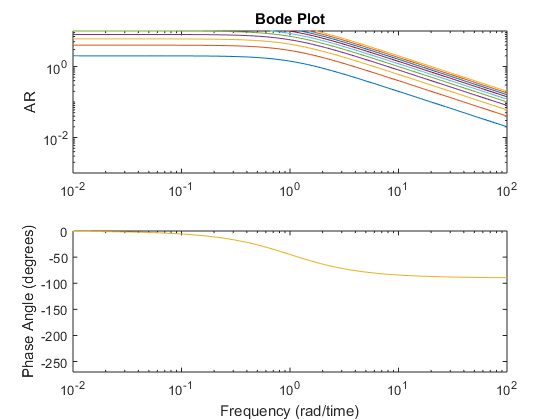 Bode Plot
AR
10^0
10^-2
10^-2 10^-1 10^0 10^1 10^2
Phase Angle (degrees)
0
-50
-100
-150
-200
-250
10^-2 10^-1 10^0 10^1 10^2
Frequency (rad/time)